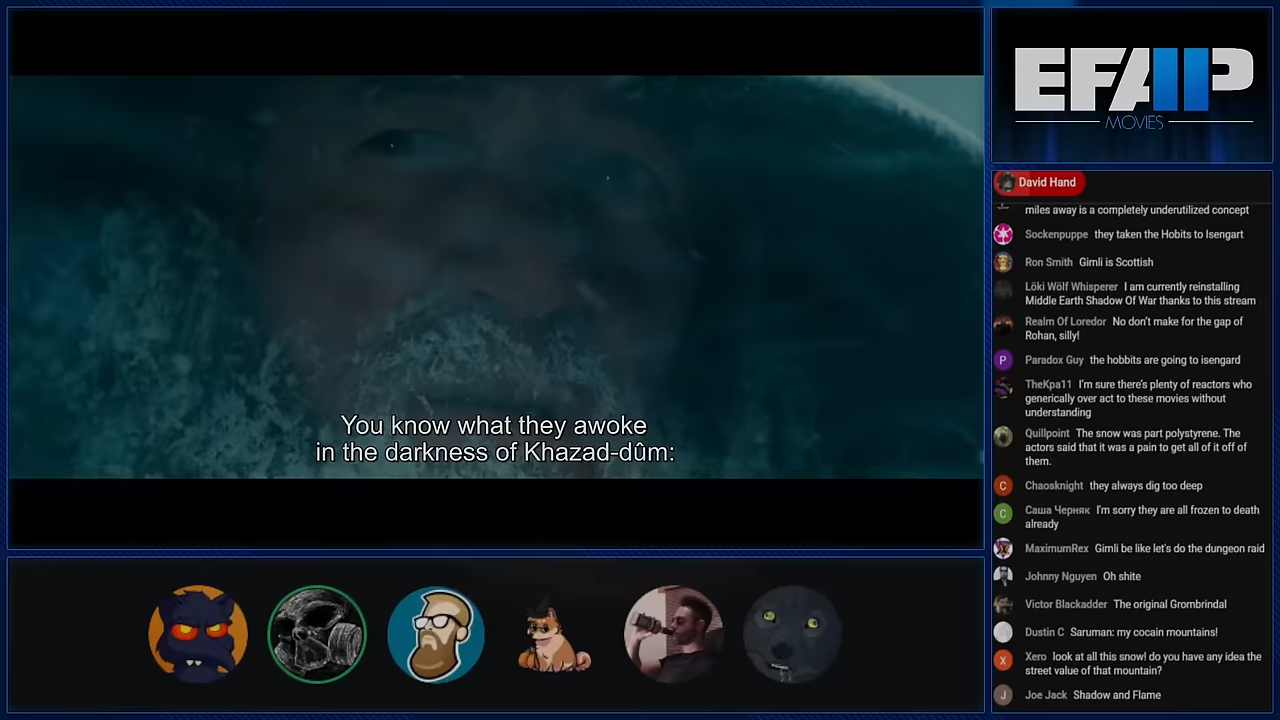 You know what they awoke
in the darkness of Khazad-dûm:
EFAP
MOVIES
David Hand
miles away is a completely underutilized concept
Sockenpuppe they taken the Hobits to Isengart
Ron Smith Gimli is Scottish
Löki Wölf Whisperer I am currently reinstalling
Middle Earth Shadow Of War thanks to this stream
Realm Of Loredor No don't make for the gap of
Rohan, silly!
P
Paradox Guy the hobbits are going to isengard
TheKpa11 I'm sure there's plenty of reactors who
generically over act to these movies without
understanding
Quillpoint The snow was part polystyrene. The
actors said that it was a pain to get all of it off of
them.
C
Chaosknight they always dig too deep
C
Саша Черняк I'm sorry they are all frozen to death
already
MaximumRex Gimli be like let's do the dungeon raid
Johnny Nguyen Oh shite
Victor Blackadder The original Grombrindal
Dustin C Saruman: my cocain mountains!
X
Xero look at all this snow! do you have any idea the
street value of that mountain?
J
Joe Jack Shadow and Flame